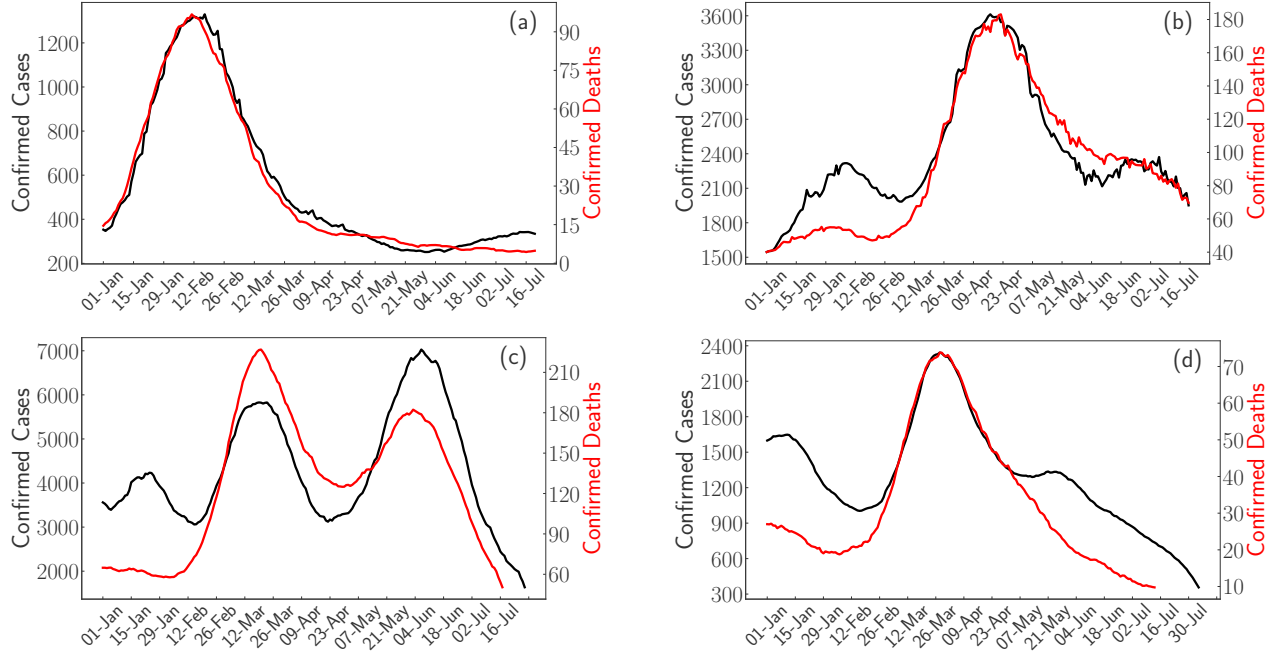 (a)
Confirmed Cases
1200
1000
800
600
400
200
90
75
60
45
30
15
0
Confirmed Deaths
01-Jan
15-Jan
29-Jan
12-Feb
26-Feb
12-Mar
26-Mar
09-Apr
23-Apr
07-May
21-May
04-Jun
18-Jun
02-Jul
16-Jul
(b)
Confirmed Cases
3600
3300
3000
2700
2400
2100
1800
1500
180
160
140
120
100
80
60
40
Confirmed Deaths
01-Jan
15-Jan
29-Jan
12-Feb
26-Feb
12-Mar
26-Mar
09-Apr
23-Apr
07-May
21-May
04-Jun
18-Jun
02-Jul
16-Jul
(c)
Confirmed Cases
7000
6000
5000
4000
3000
2000
210
180
150
120
90
60
Confirmed Deaths
01-Jan
15-Jan
29-Jan
12-Feb
26-Feb
12-Mar
26-Mar
09-Apr
23-Apr
07-May
21-May
04-Jun
18-Jun
02-Jul
16-Jul
(d)
Confirmed Cases
2400
2100
1800
1500
1200
900
600
300
70
60
50
40
30
20
10
Confirmed Deaths
01-Jan
15-Jan
29-Jan
12-Feb
26-Feb
12-Mar
26-Mar
09-Apr
23-Apr
07-May
21-May
04-Jun
18-Jun
02-Jul
16-Jul
30-Jul